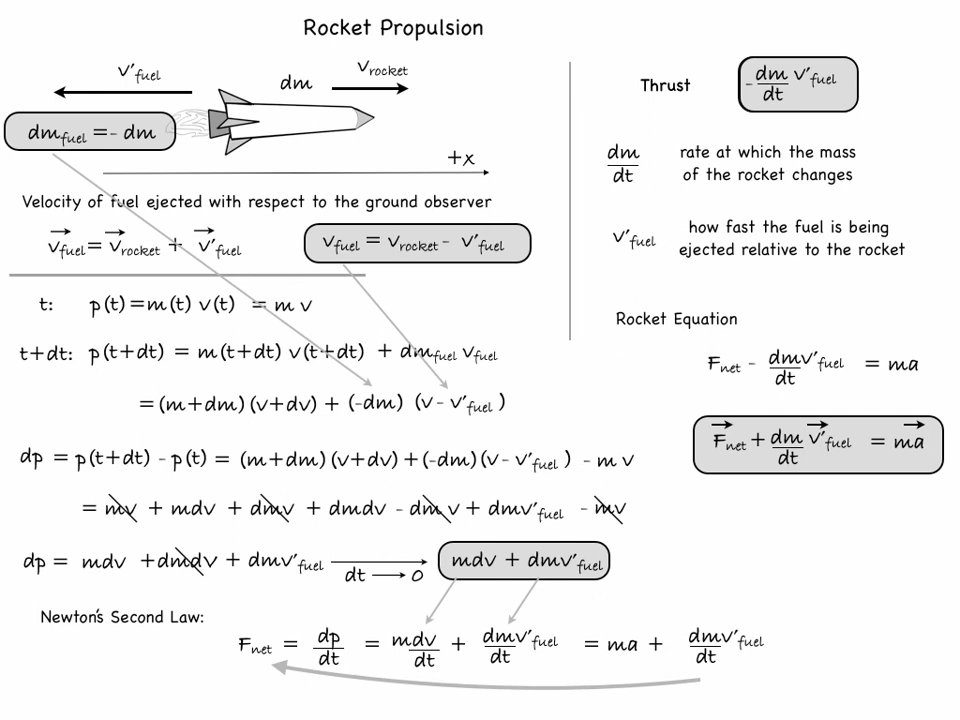 Rocket Propulsion
v'fuel
dm
vrocket
dmfuel = - dm
+x
Velocity of fuel ejected with respect to the ground observer
vfuel = vrocket + v'fuel
vfuel = vrocket - v'fuel
t: p(t) = m(t) v(t) = m v
t+dt: p(t+dt) = m(t+dt) v(t+dt) + dmfuel vfuel
= (m+dm) (v+dv) + (-dm) (v - v'fuel )
dp = p(t+dt) - p(t) = (m+dm) (v+dv) + (-dm) (v - v'fuel ) - m v
= mv + mdv + dmv + dmdv - dmv + dmv'fuel - mv
dp = mdv + dmdv + dmv'fuel
dt → 0
mdv + dmv'fuel
Newton's Second Law:
Fnet = dp/dt = mdv/dt + dmv'fuel/dt = ma + dmv'fuel/dt
Thrust
- dm/dt v'fuel
dm/dt
rate at which the mass
of the rocket changes
v'fuel
how fast the fuel is being
ejected relative to the rocket
Rocket Equation
Fnet - dmv'fuel/dt = ma
Fnet + dm/dt v'fuel = ma